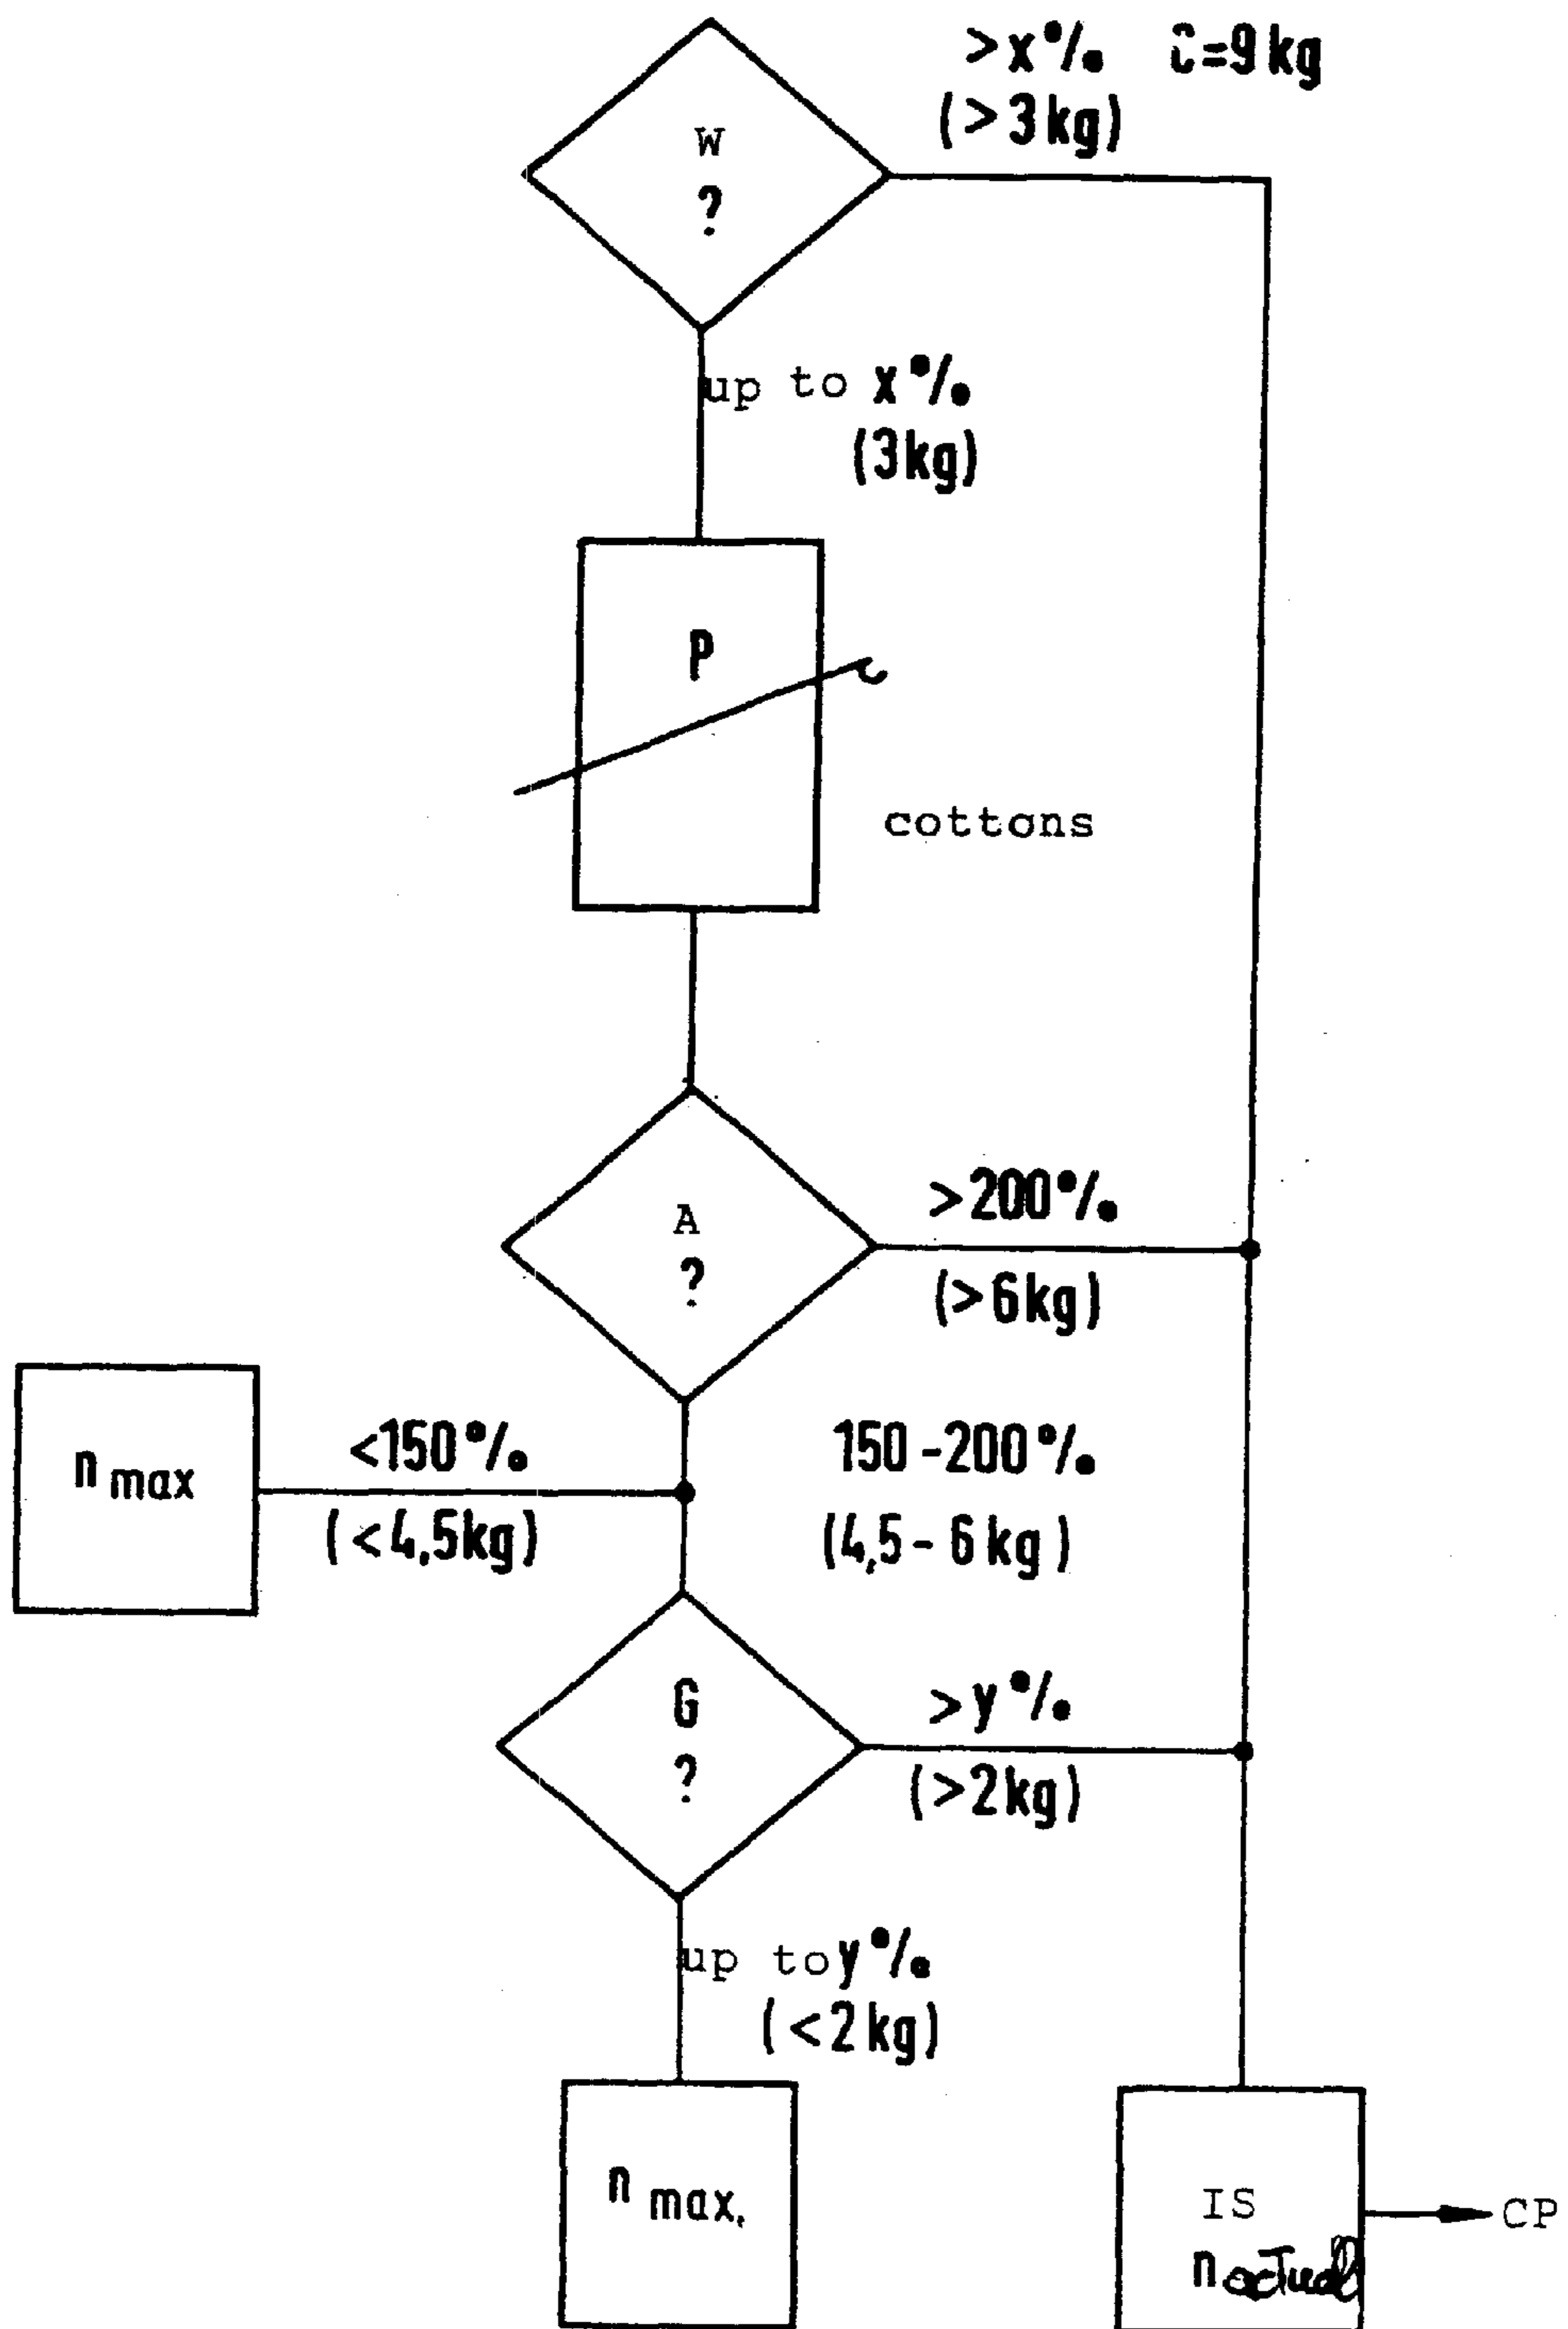 >x% ĉ=9kg
(>3kg)
W
?
up to x%
(3kg)
P
cottons
A
?
>200%
(>6kg)
n max
<150%
(<4,5kg)
150-200%
(4,5-6kg)
G
?
>y%
(>2kg)
up to y%
(<2kg)
n max.
IS
n actual
CP